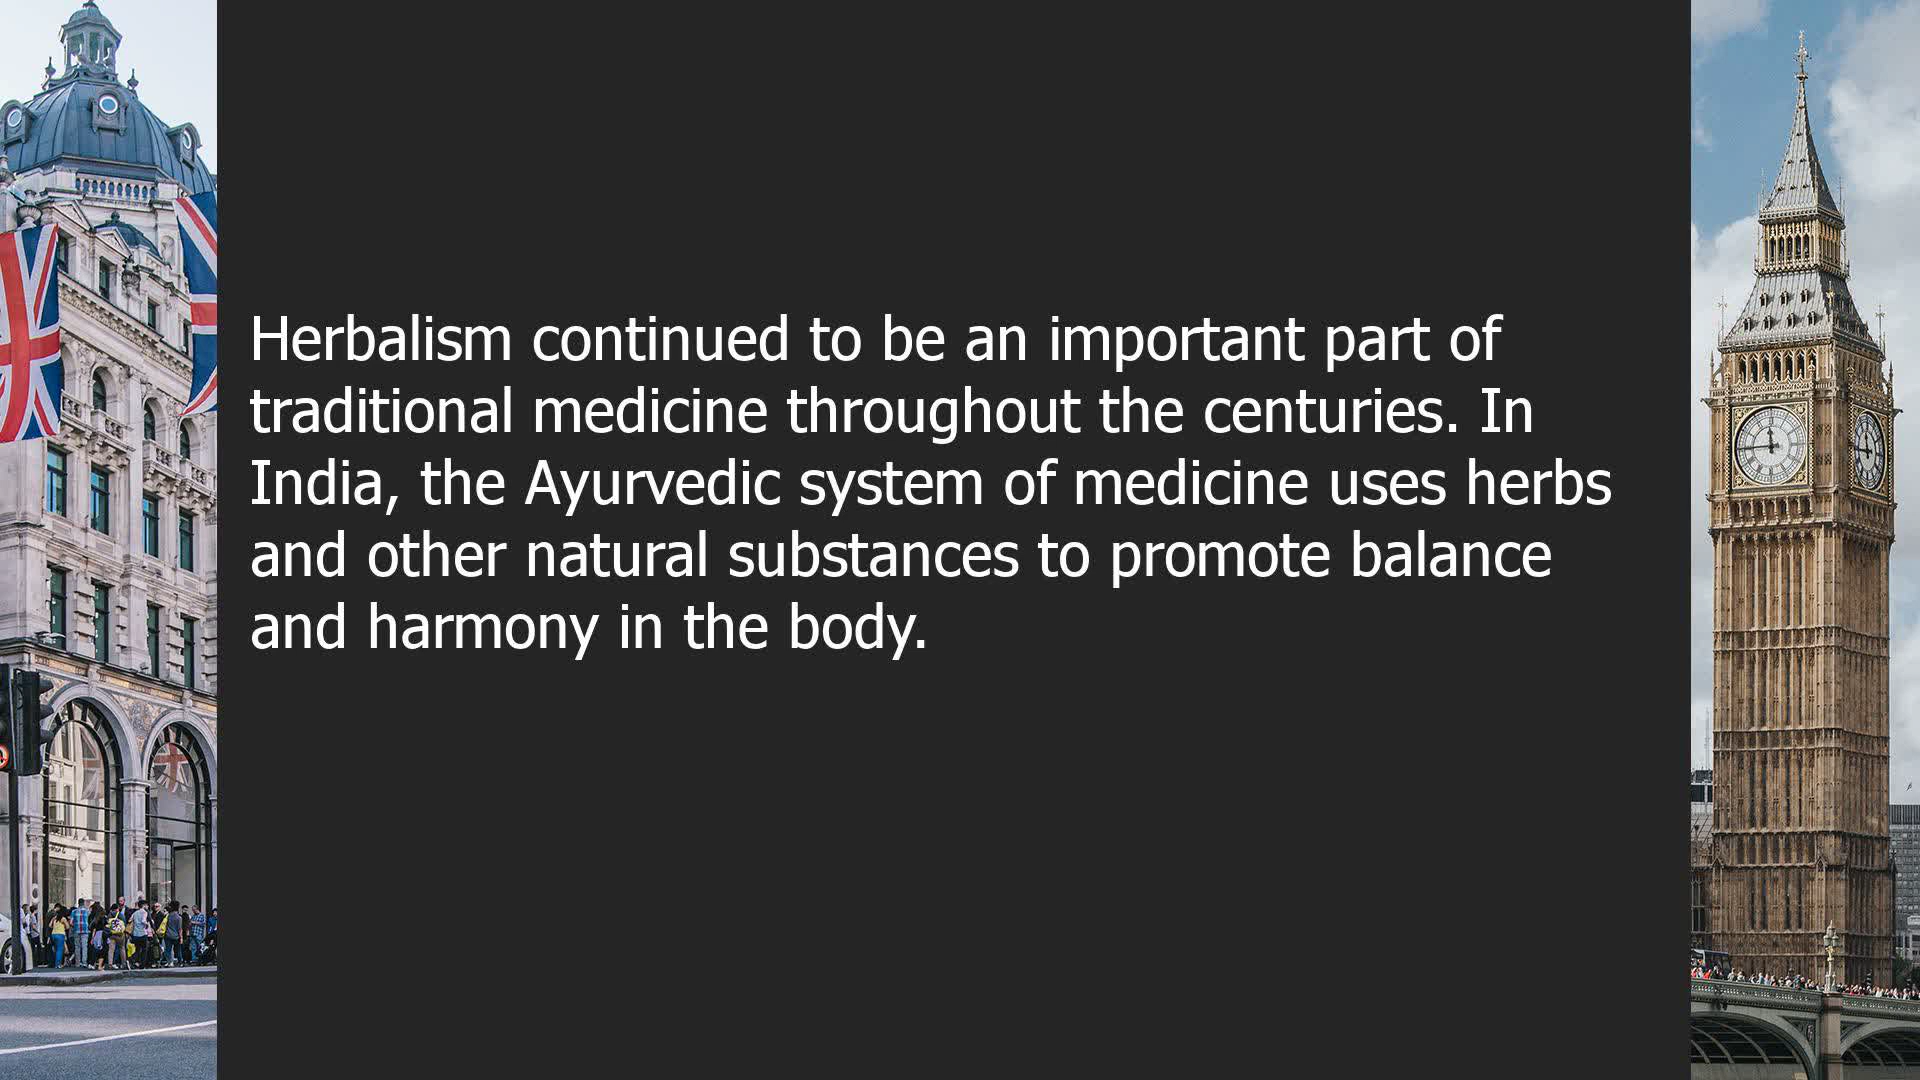 Herbalism continued to be an important part of
traditional medicine throughout the centuries. In
India, the Ayurvedic system of medicine uses herbs
and other natural substances to promote balance
and harmony in the body.